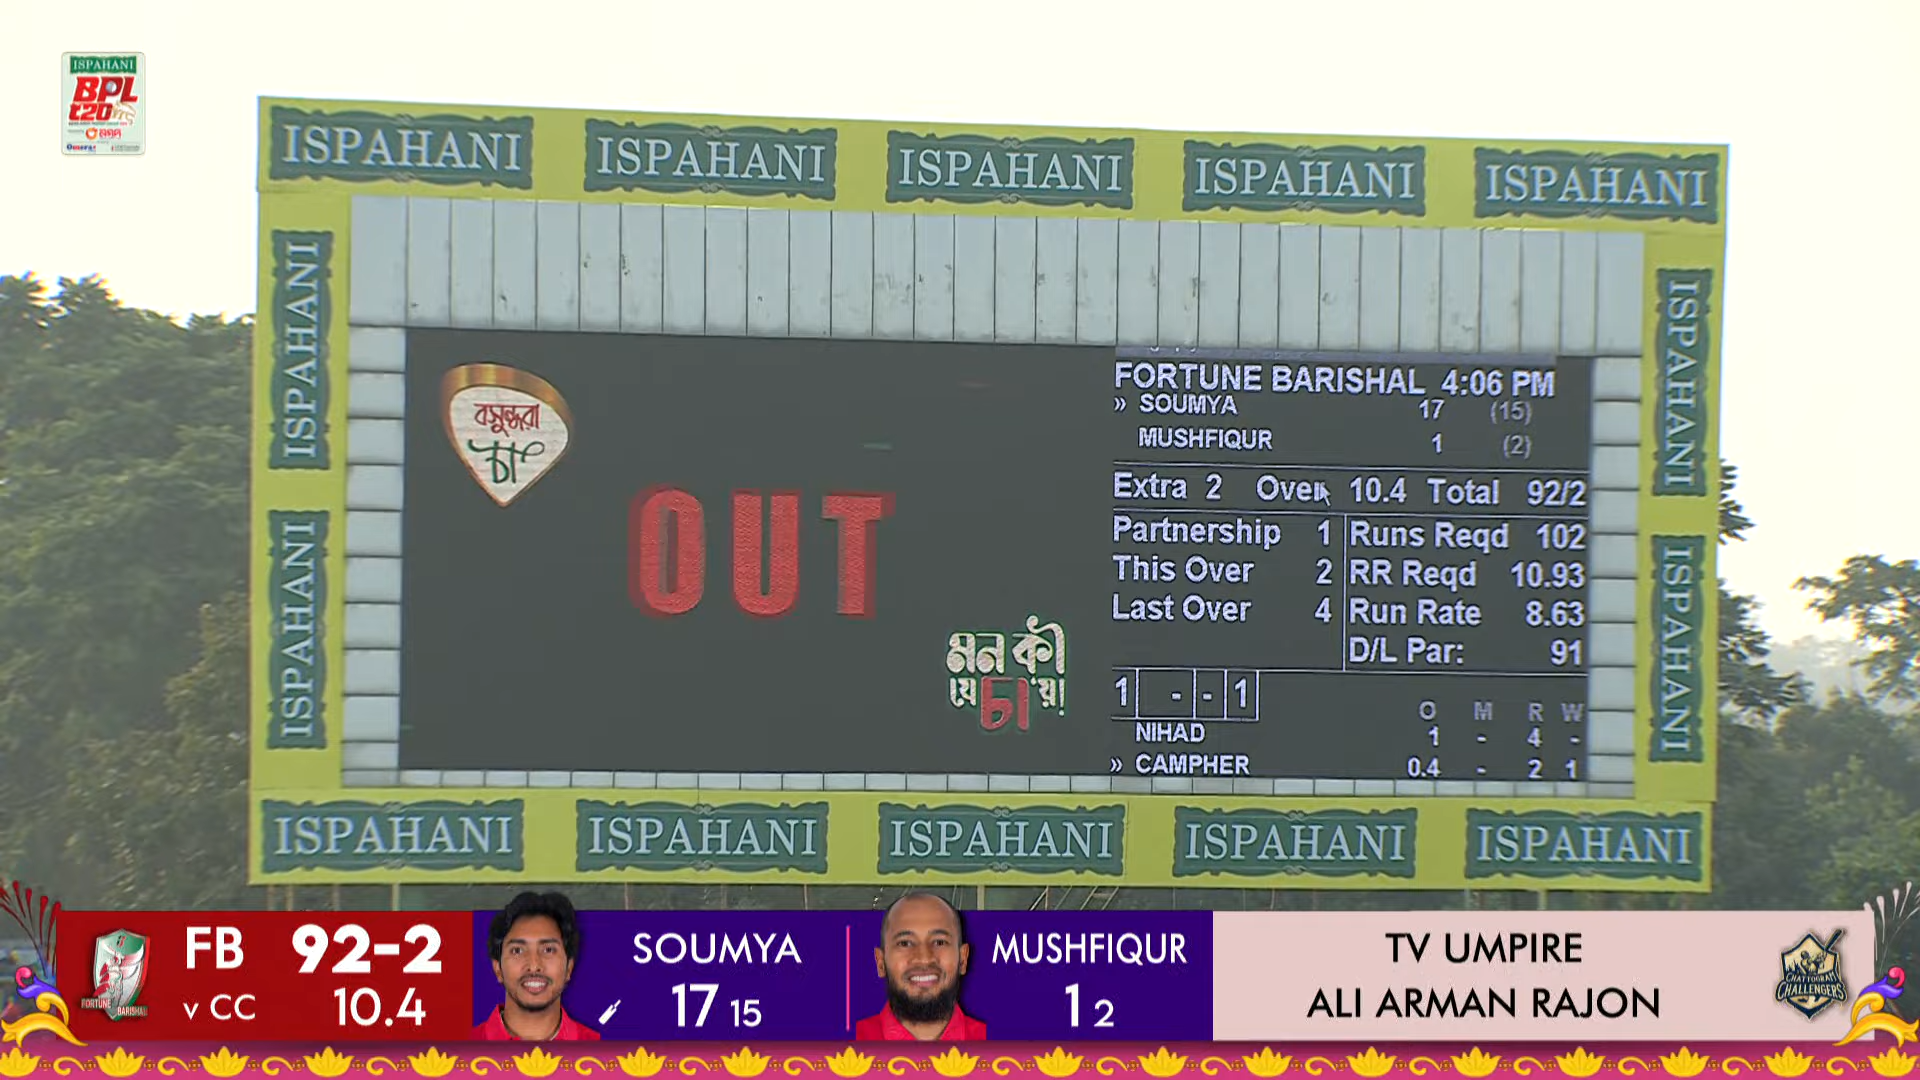 ISPAHANI
BPL
t20
ISPAHANI ISPAHANI ISPAHANI ISPAHANI ISPAHANI
ISPAHANI
ISPAHANI
ISPAHANI
ISPAHANI
বসুন্ধরা
চা
OUT
মন কী
যে চা'য়!
FORTUNE BARISHAL 4:06 PM
» SOUMYA 17 (15)
MUSHFIQUR 1 (2)
Extra 2 Over 10.4 Total 92/2
Partnership 1 Runs Reqd 102
This Over 2 RR Reqd 10.93
Last Over 4 Run Rate 8.63
D/L Par: 91
1 - - 1
O M R W
NIHAD 1 - 4 -
» CAMPHER 0.4 - 2 1
ISPAHANI ISPAHANI ISPAHANI ISPAHANI ISPAHANI
FORTUNE BARISHAL
FB 92-2
v CC 10.4
SOUMYA
17 15
MUSHFIQUR
1 2
TV UMPIRE
ALI ARMAN RAJON
CHATTOGRAM
CHALLENGERS